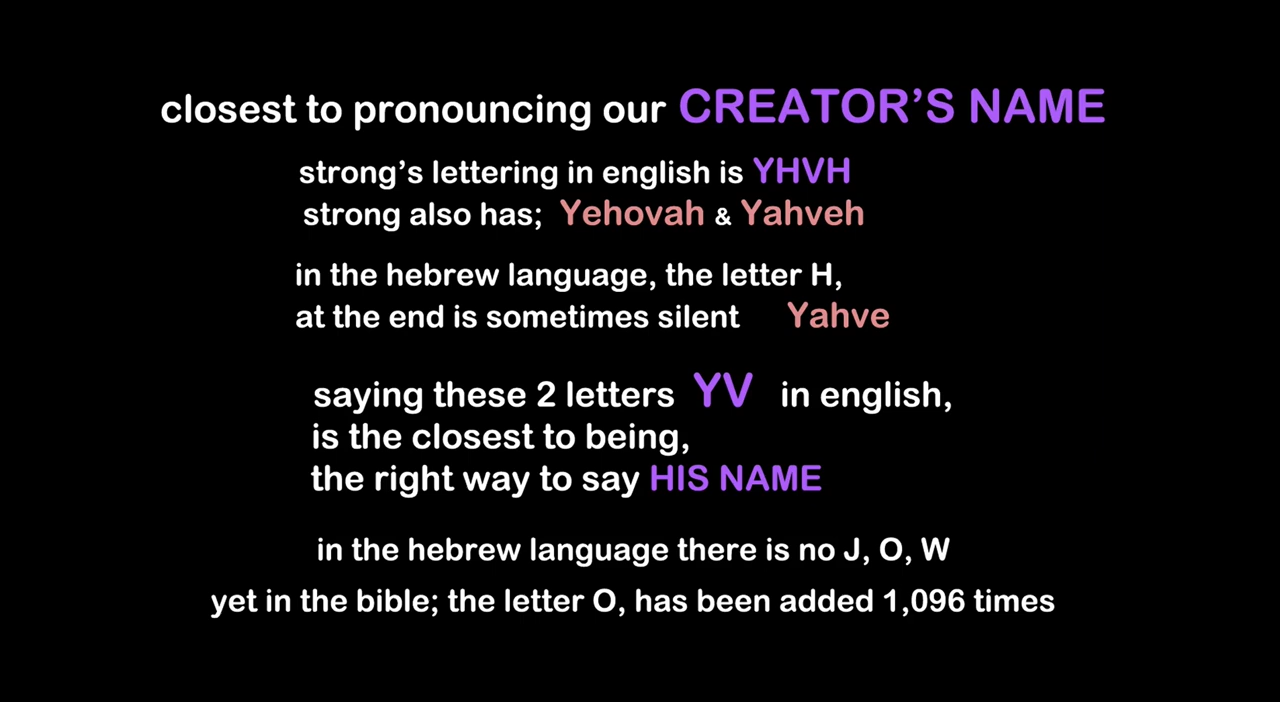 closest to pronouncing our CREATOR’S NAME
strong’s lettering in english is YHVH
strong also has; Yehovah & Yahveh
in the hebrew language, the letter H,
at the end is sometimes silent Yahve
saying these 2 letters YV in english,
is the closest to being,
the right way to say HIS NAME
in the hebrew language there is no J, O, W
yet in the bible; the letter O, has been added 1,096 times